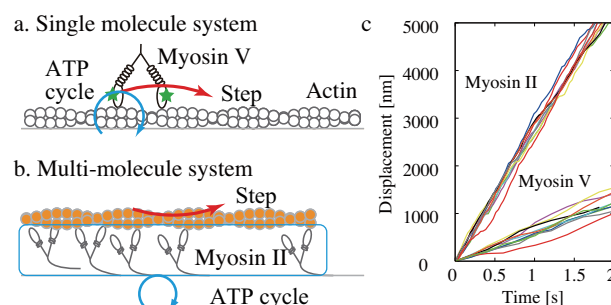 a. Single molecule system
Myosin V
ATP
cycle
Step
Actin
b. Multi-molecule system
Step
Myosin II
ATP cycle
c
5000
4000
3000
2000
1000
0
Displacement [nm]
Myosin II
Myosin V
0 0.5 1 1.5 2
Time [s]